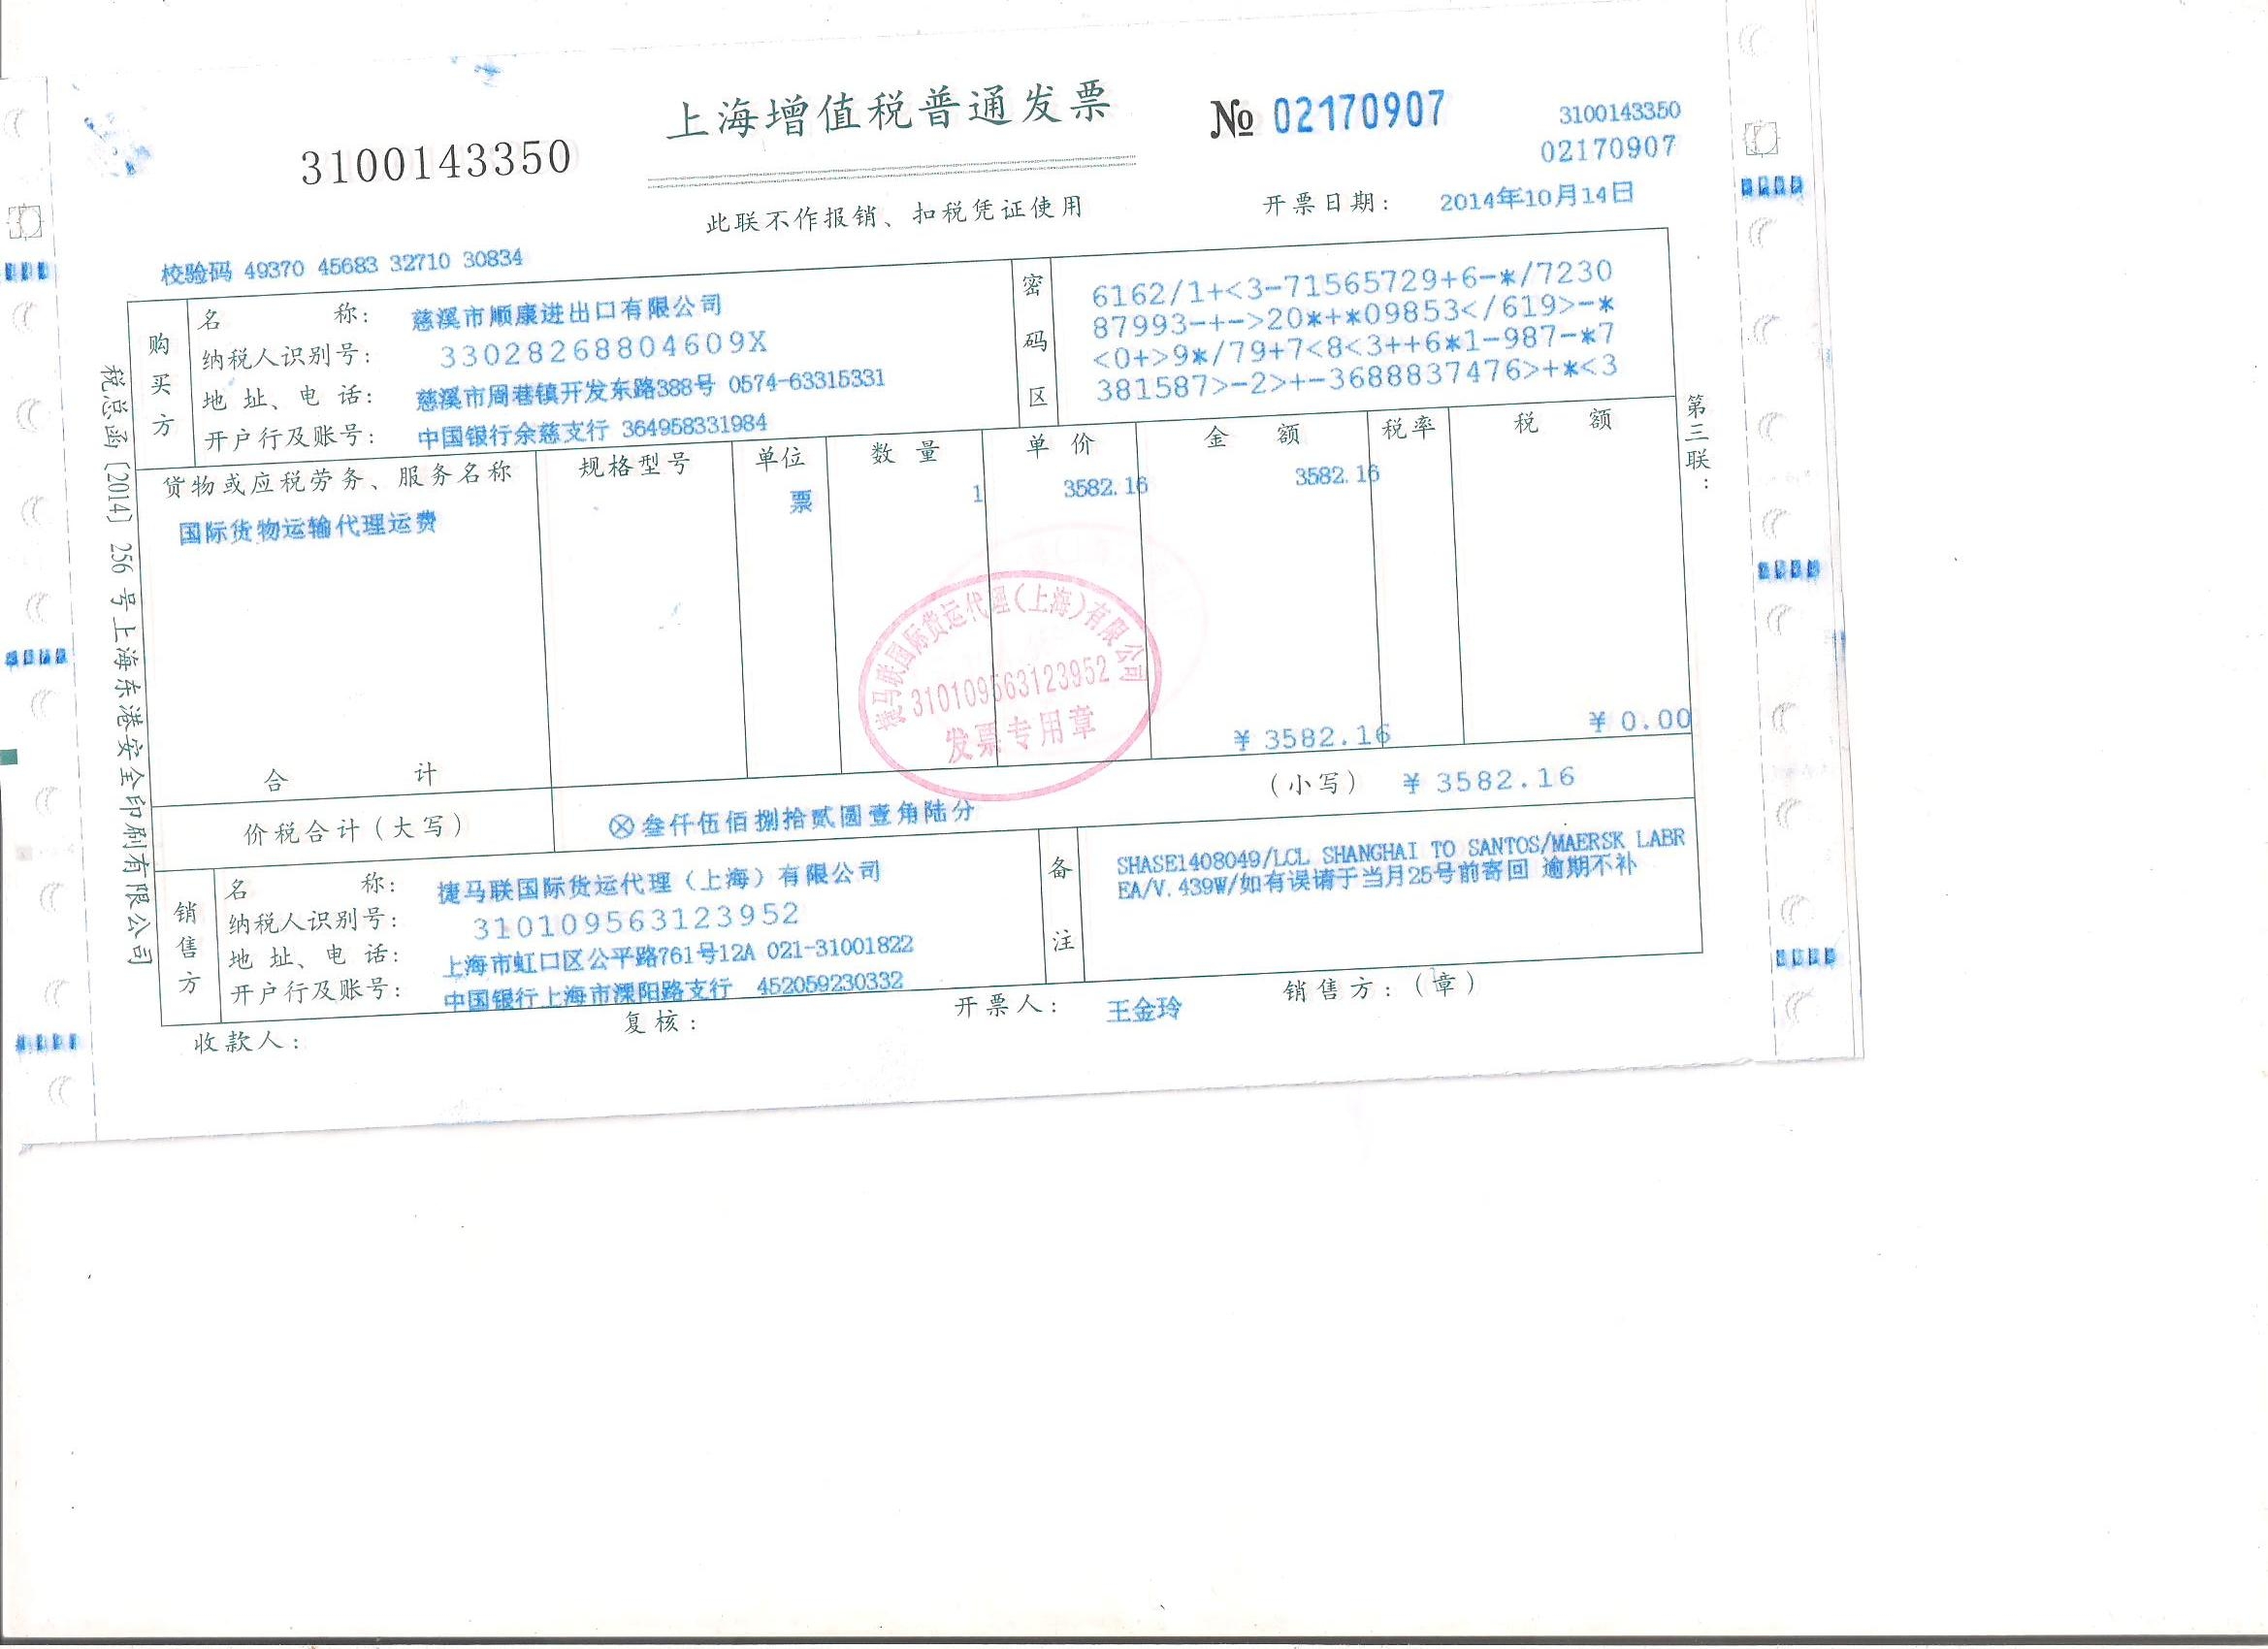 上海增值税普通发票
3100143350
№ 02170907
3100143350
02170907
此联不作报销、扣税凭证使用
开票日期: 2014年10月14日
校验码 49370 45683 32710 30834
购买方
名 称: 慈溪市顺康进出口有限公司
纳税人识别号: 33028268804609X
地 址、电 话: 慈溪市周巷镇开发东路388号 0574-63315331
开户行及账号: 中国银行余慈支行 364958331984
密码区
6162/1+<3-71565729+6-*/7230
87993-+->20*+*09853</619>-*
<0+>9*/79+7<8<3++6*1-987-*7
381587>-2>+-3688837476>+*<3
货物或应税劳务、服务名称 规格型号 单位 数 量 单 价 金 额 税率 税 额
国际货物运输代理运费 票 1 3582.16 3582.16
合 计 ¥ 3582.16 ¥ 0.00
价税合计(大写) ⊗叁仟伍佰捌拾贰圆壹角陆分 (小写) ¥ 3582.16
捷马联国际货运代理(上海)有限公司
310109563123952
发票专用章
销售方
名 称: 捷马联国际货运代理(上海)有限公司
纳税人识别号: 310109563123952
地 址、电 话: 上海市虹口区公平路761号12A 021-31001822
开户行及账号: 中国银行上海市溧阳路支行 452059230332
备注
SHASE1408049/LCL SHANGHAI TO SANTOS/MAERSK LABR
EA/V.439W/如有误请于当月25号前寄回 逾期不补
收款人: 复核: 开票人: 王金玲 销售方:(章)
税总函〔2014〕256号上海东港安全印刷有限公司
第三联: